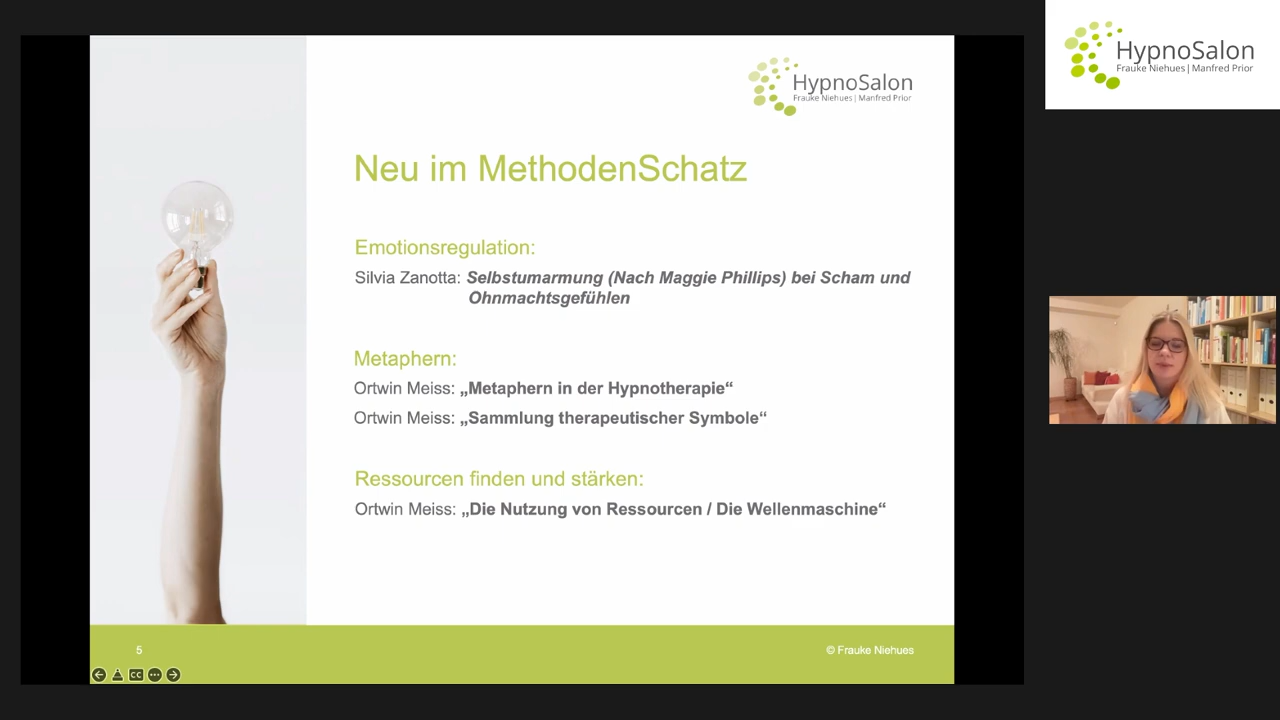 HypnoSalon
Frauke Niehues | Manfred Prior
Neu im MethodenSchatz
Emotionsregulation:
Silvia Zanotta: Selbstumarmung (Nach Maggie Phillips) bei Scham und
Ohnmachtsgefühlen
Metaphern:
Ortwin Meiss: „Metaphern in der Hypnotherapie“
Ortwin Meiss: „Sammlung therapeutischer Symbole“
Ressourcen finden und stärken:
Ortwin Meiss: „Die Nutzung von Ressourcen / Die Wellenmaschine“
5
© Frauke Niehues
CC
HypnoSalon
Frauke Niehues | Manfred Prior